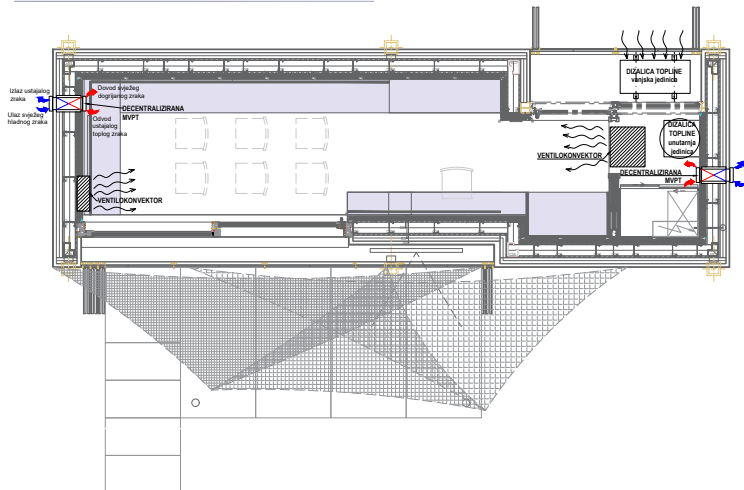 Izlaz ustajalog
zraka
Ulaz svježeg
hladnog zraka
Dovod svježeg
dogrijanog zraka
DECENTRALIZIRANA
MVPT
Odvod
ustajalog
toplog zraka
VENTILOKONVEKTOR
DIZALICA TOPLINE
vanjska jedinica
DIZALICA
TOPLINE
unutarnja
jedinica
VENTILOKONVEKTOR
DECENTRALIZIRANA
MVPT